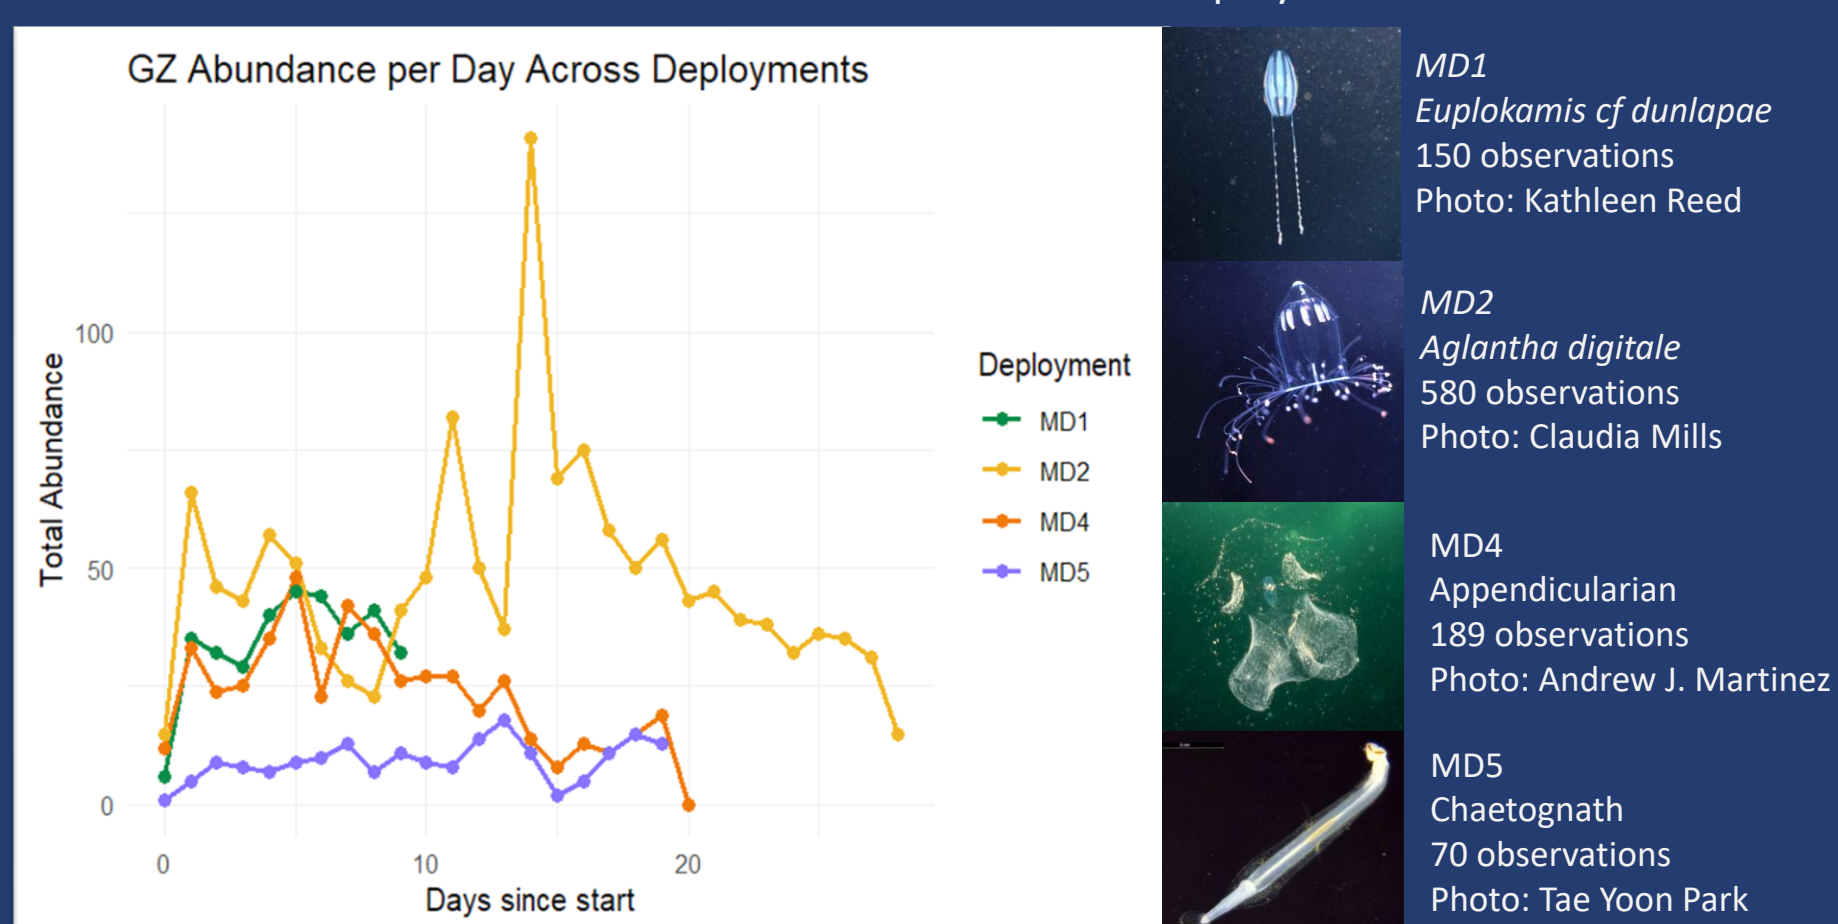 GZ Abundance per Day Across Deployments
Total Abundance
100
50
0
0
10
20
Days since start
Deployment
MD1
MD2
MD4
MD5
MD1
Euplokamis cf dunlapae
150 observations
Photo: Kathleen Reed
MD2
Aglantha digitale
580 observations
Photo: Claudia Mills
MD4
Appendicularian
189 observations
Photo: Andrew J. Martinez
MD5
Chaetognath
70 observations
Photo: Tae Yoon Park